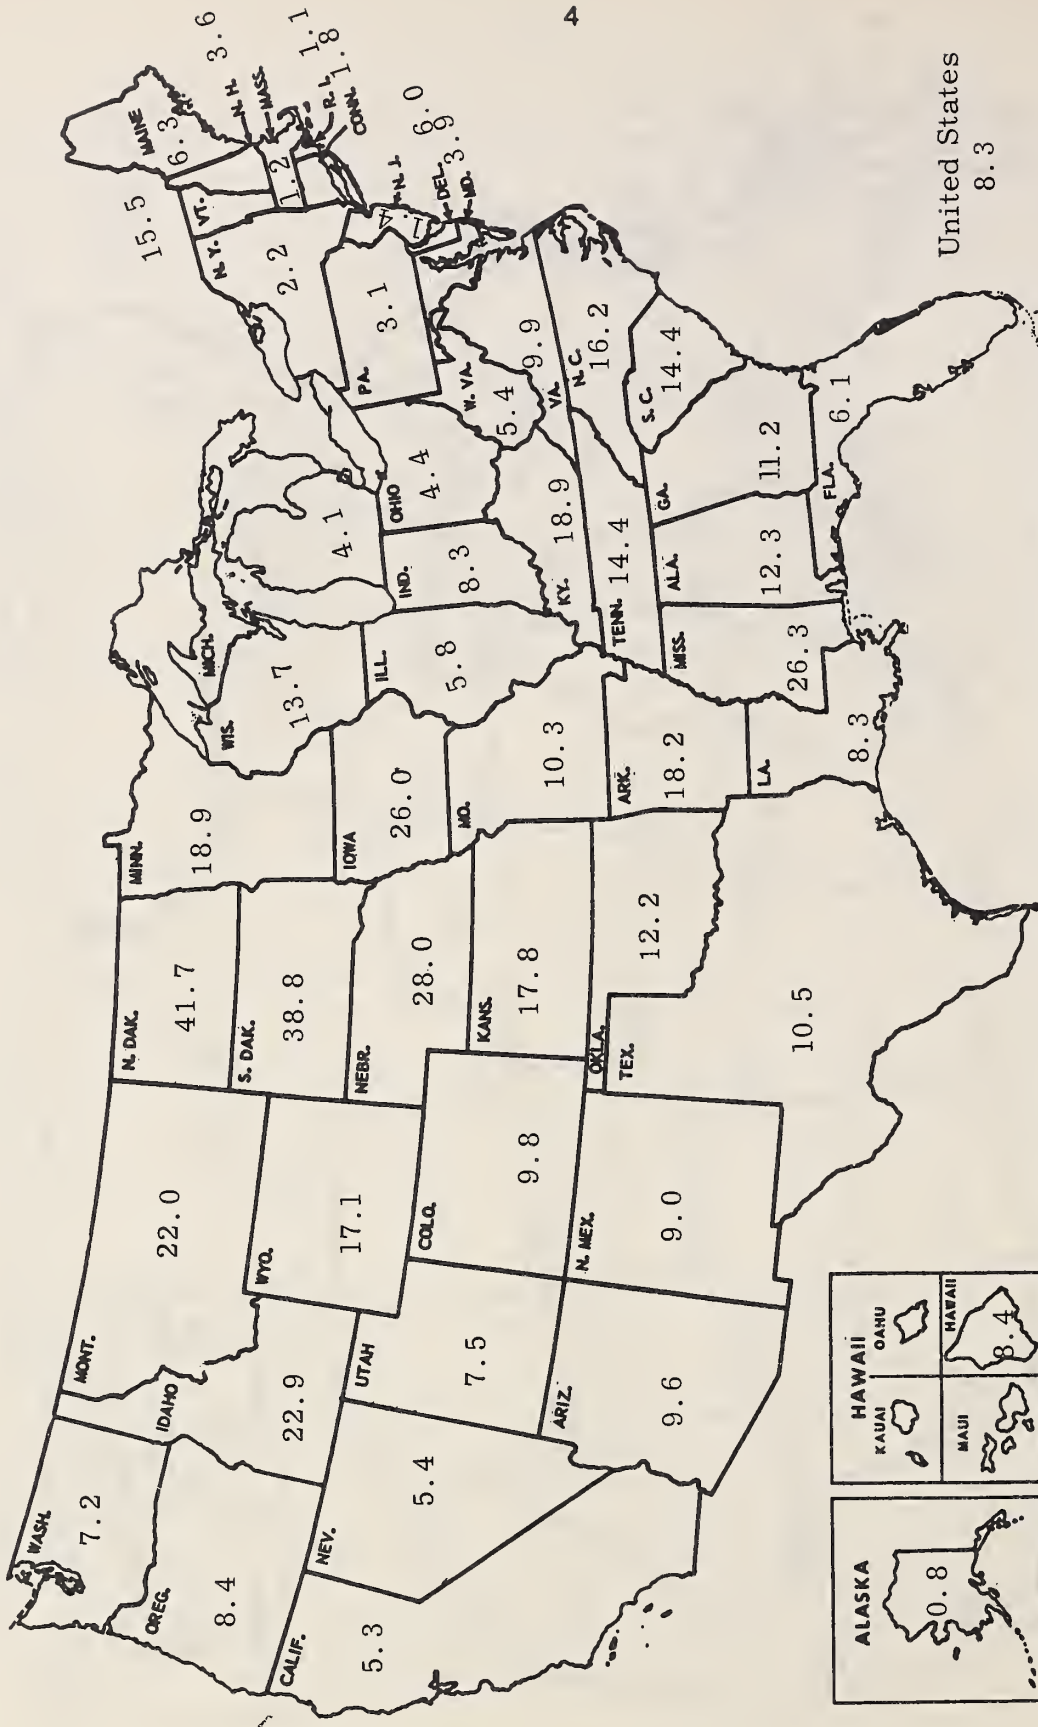 4
WASH.
7.2
OREG.
8.4
CALIF.
5.3
NEV.
5.4
IDAHO
22.9
MONT.
22.0
WYO.
17.1
UTAH
7.5
ARIZ.
9.6
COLO.
9.8
N. MEX.
9.0
N. DAK.
41.7
S. DAK.
38.8
NEBR.
28.0
KANS.
17.8
OKLA.
12.2
TEX.
10.5
MINN.
18.9
IOWA
26.0
MO.
10.3
ARK.
18.2
LA.
8.3
WIS.
13.7
MICH.
4.1
ILL.
5.8
IND.
8.3
OHIO
4.4
KY.
18.9
TENN. 14.4
MISS.
26.3
ALA.
12.3
GA.
11.2
FLA.
6.1
S. C.
14.4
N. C.
16.2
VA.
9.9
W. VA.
5.4
PA.
3.1
N. Y.
2.2
VT.
15.5
MAINE
6.3
N. H. 3.6
MASS.
1.2
R. I. 1.1
CONN. 1.8
N. J.
1.4
DEL. 6.0
MD. 3.9
ALASKA
0.8
HAWAII
KAUAI
OAHU
MAUI
HAWAII
8.4
United States
8.3